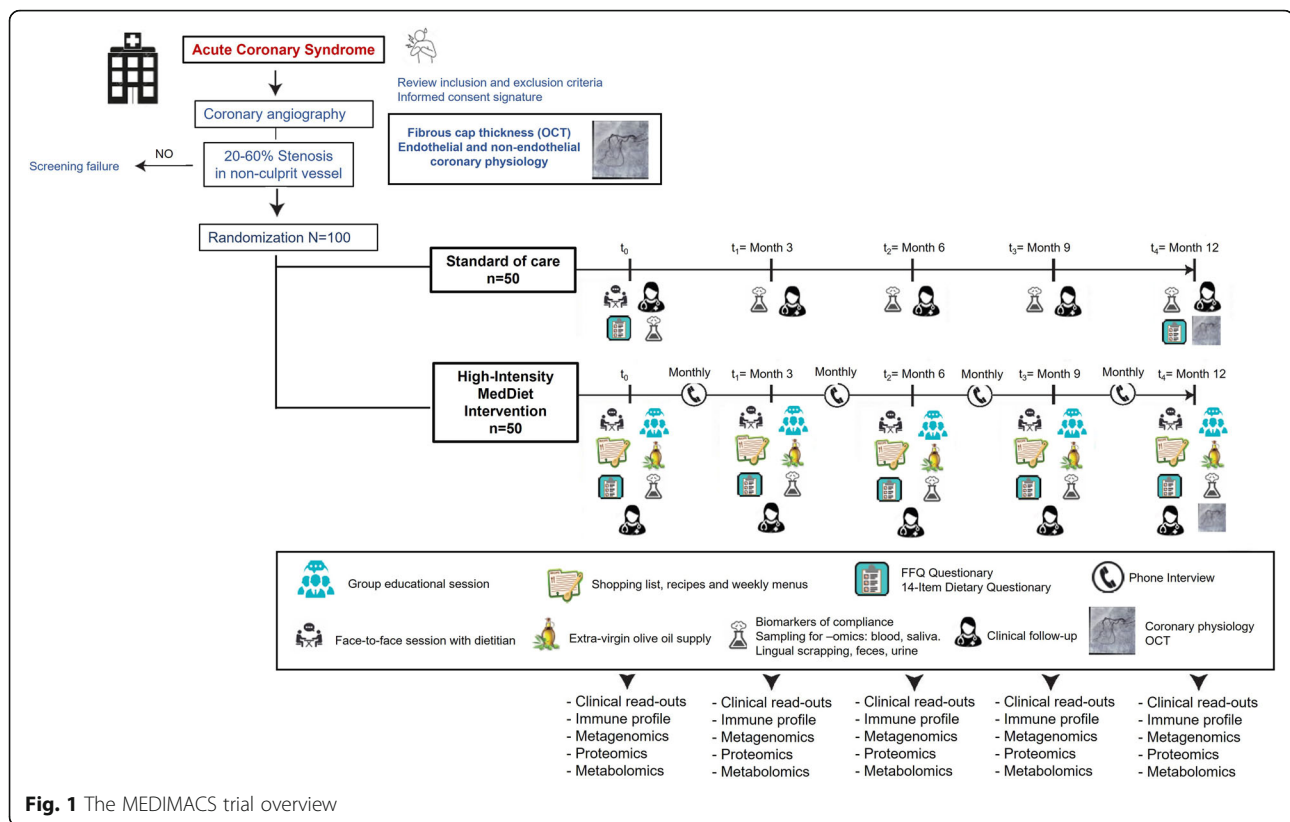 Acute Coronary Syndrome
Review inclusion and exclusion criteria
Informed consent signature
Coronary angiography
Fibrous cap thickness (OCT)
Endothelial and non-endothelial
coronary physiology
Screening failure
NO
20-60% Stenosis
in non-culprit vessel
Randomization N=100
Standard of care
n=50
t0
t1= Month 3
t2= Month 6
t3= Month 9
t4= Month 12
High-Intensity
MedDiet
Intervention
n=50
t0
Monthly
t1= Month 3
Monthly
t2= Month 6
Monthly
t3= Month 9
Monthly
t4= Month 12
Group educational session
Shopping list, recipes and weekly menus
FFQ Questionary
14-Item Dietary Questionary
Phone Interview
Face-to-face session with dietitian
Extra-virgin olive oil supply
Biomarkers of compliance
Sampling for –omics: blood, saliva.
Lingual scrapping, feces, urine
Clinical follow-up
Coronary physiology
OCT
- Clinical read-outs
- Immune profile
- Metagenomics
- Proteomics
- Metabolomics
- Clinical read-outs
- Immune profile
- Metagenomics
- Proteomics
- Metabolomics
- Clinical read-outs
- Immune profile
- Metagenomics
- Proteomics
- Metabolomics
- Clinical read-outs
- Immune profile
- Metagenomics
- Proteomics
- Metabolomics
- Clinical read-outs
- Immune profile
- Metagenomics
- Proteomics
- Metabolomics
Fig. 1 The MEDIMACS trial overview